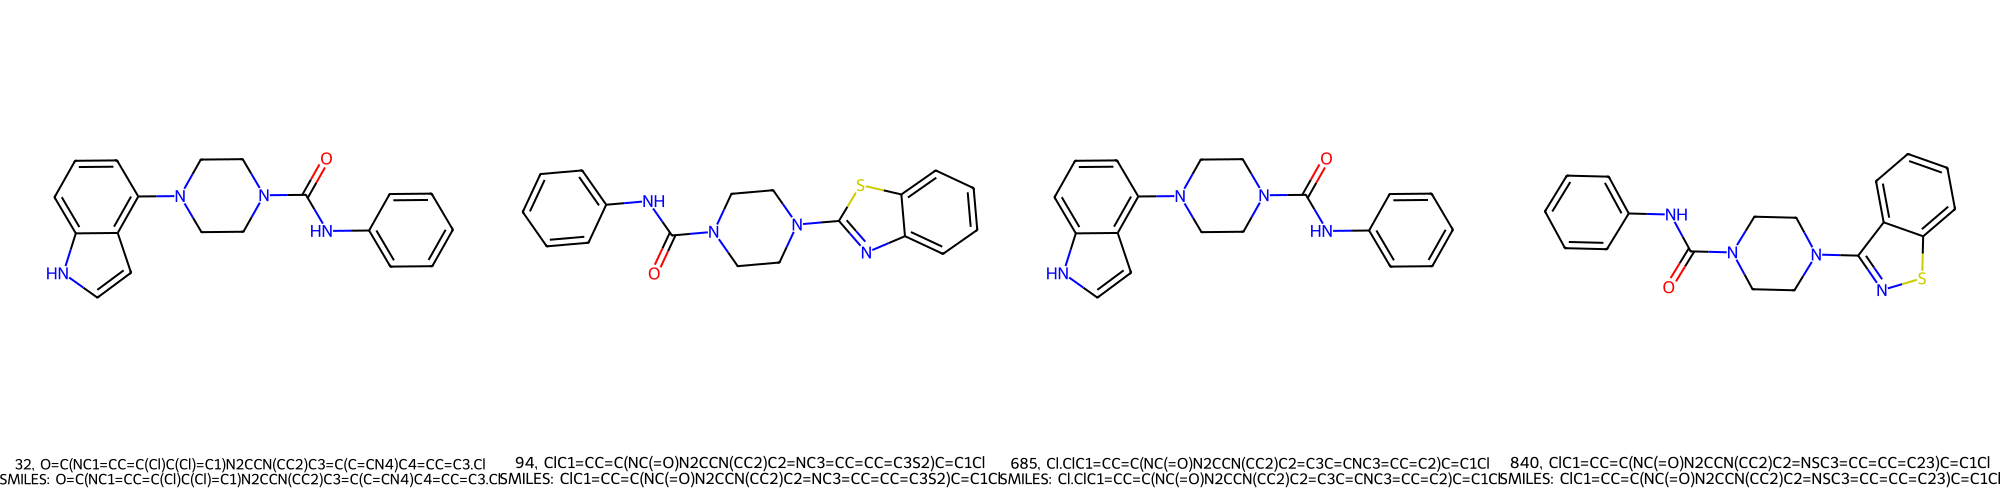 O
N
N
HN
HN
NH
O
N
N
S
N
O
N
N
HN
HN
NH
O
N
N
N
S
32, O=C(NC1=CC=C(Cl)C(Cl)=C1)N2CCN(CC2)C3=C(C=CN4)C4=CC=C3.Cl
SMILES: O=C(NC1=CC=C(Cl)C(Cl)=C1)N2CCN(CC2)C3=C(C=CN4)C4=CC=C3.Cl
94, ClC1=CC=C(NC(=O)N2CCN(CC2)C2=NC3=CC=CC=C3S2)C=C1Cl
SMILES: ClC1=CC=C(NC(=O)N2CCN(CC2)C2=NC3=CC=CC=C3S2)C=C1Cl
685, Cl.ClC1=CC=C(NC(=O)N2CCN(CC2)C2=C3C=CNC3=CC=C2)C=C1Cl
SMILES: Cl.ClC1=CC=C(NC(=O)N2CCN(CC2)C2=C3C=CNC3=CC=C2)C=C1Cl
840, ClC1=CC=C(NC(=O)N2CCN(CC2)C2=NSC3=CC=CC=C23)C=C1Cl
SMILES: ClC1=CC=C(NC(=O)N2CCN(CC2)C2=NSC3=CC=CC=C23)C=C1Cl